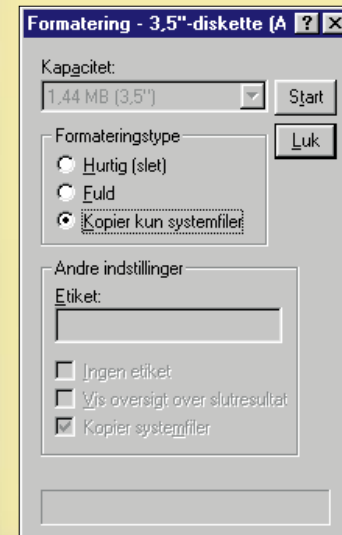 Formatering - 3,5"-diskette (A
Kapacitet:
1,44 MB (3,5")
Start
Formateringstype
Luk
Hurtig (slet)
Fuld
Kopier kun systemfiler
Andre indstillinger
Etiket:
Ingen etiket
Vis oversigt over slutresultat
Kopier systemfiler